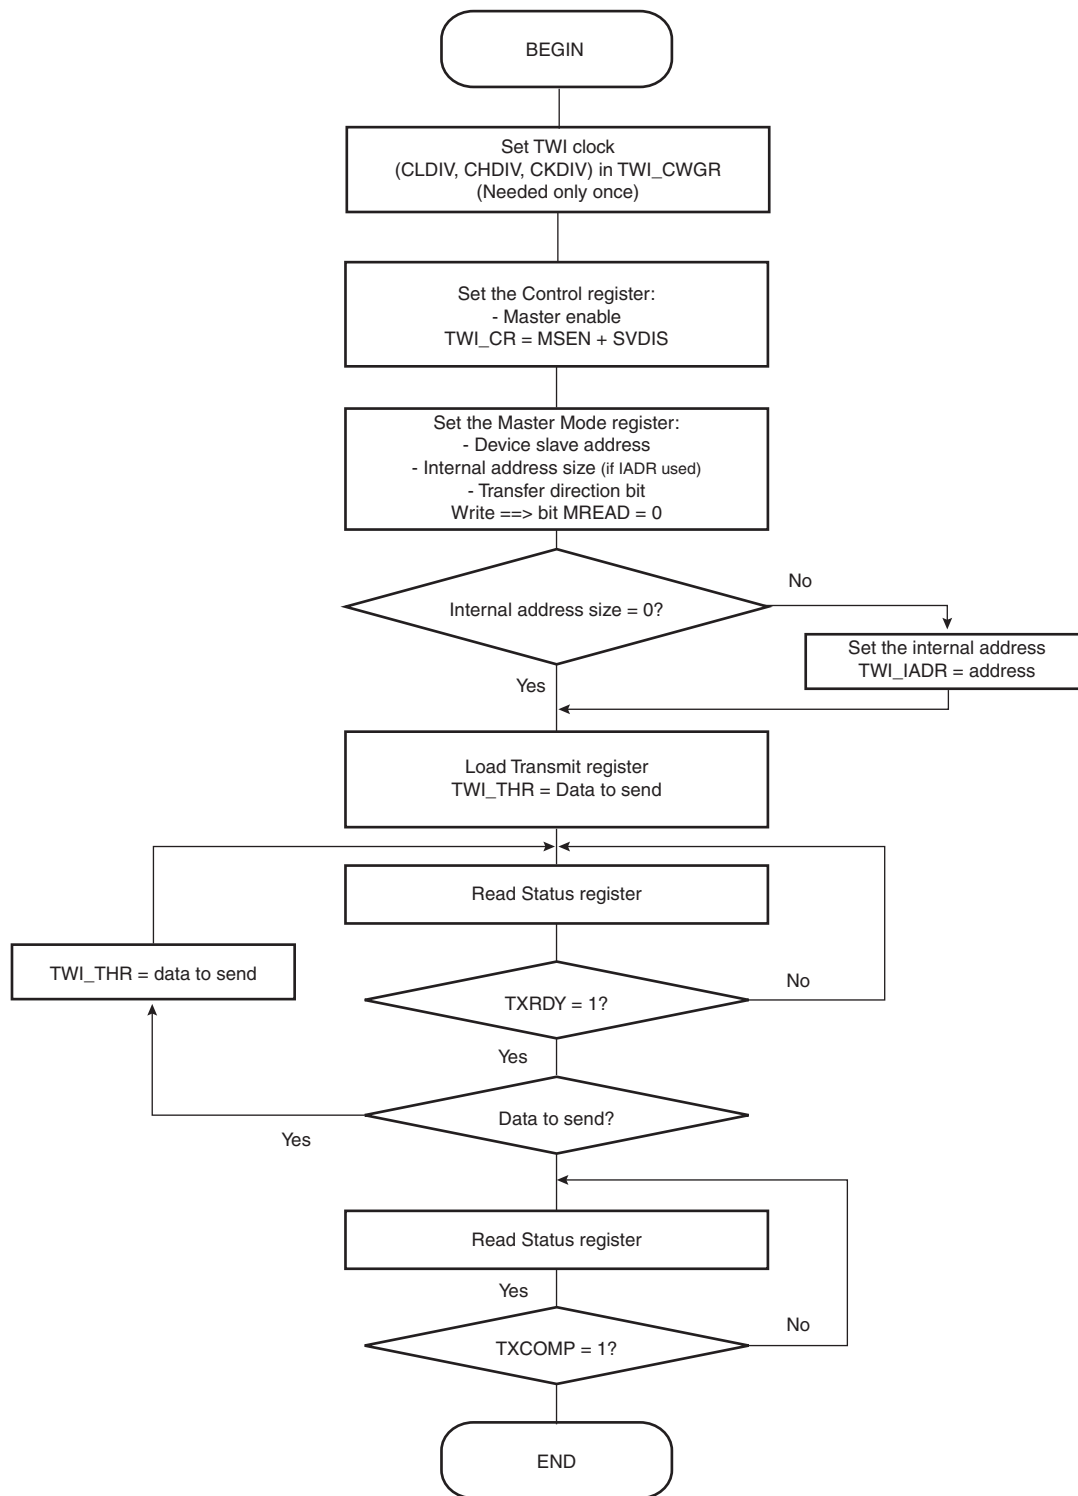 BEGIN
Set TWI clock
(CLDIV, CHDIV, CKDIV) in TWI_CWGR
(Needed only once)
Set the Control register:
- Master enable
TWI_CR = MSEN + SVDIS
Set the Master Mode register:
- Device slave address
- Internal address size (if IADR used)
- Transfer direction bit
Write ==> bit MREAD = 0
No
Internal address size = 0?
Set the internal address
TWI_IADR = address
Yes
Load Transmit register
TWI_THR = Data to send
Read Status register
TWI_THR = data to send
No
TXRDY = 1?
Yes
Data to send?
Yes
Read Status register
Yes
No
TXCOMP = 1?
END